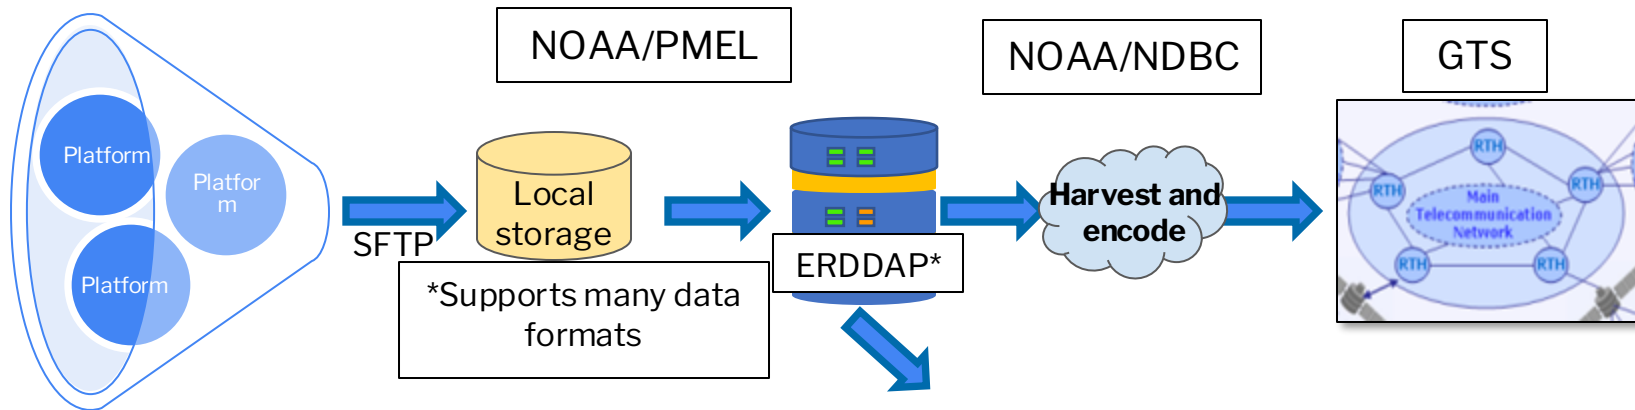 NOAA/PMEL
NOAA/NDBC
GTS
Platform
Platfor
m
Platform
SFTP
Local
storage
*Supports many data
formats
ERDDAP*
Harvest and
encode
RTH
RTH
RTH
Main
Telecommunication
Network
RTH
RTH